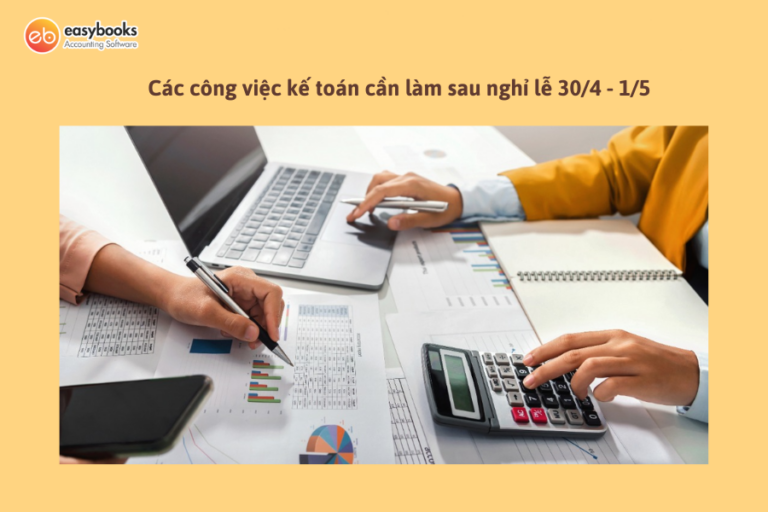 eb easybooks
Accounting Software
Các công việc kế toán cần làm sau nghỉ lễ 30/4 - 1/5